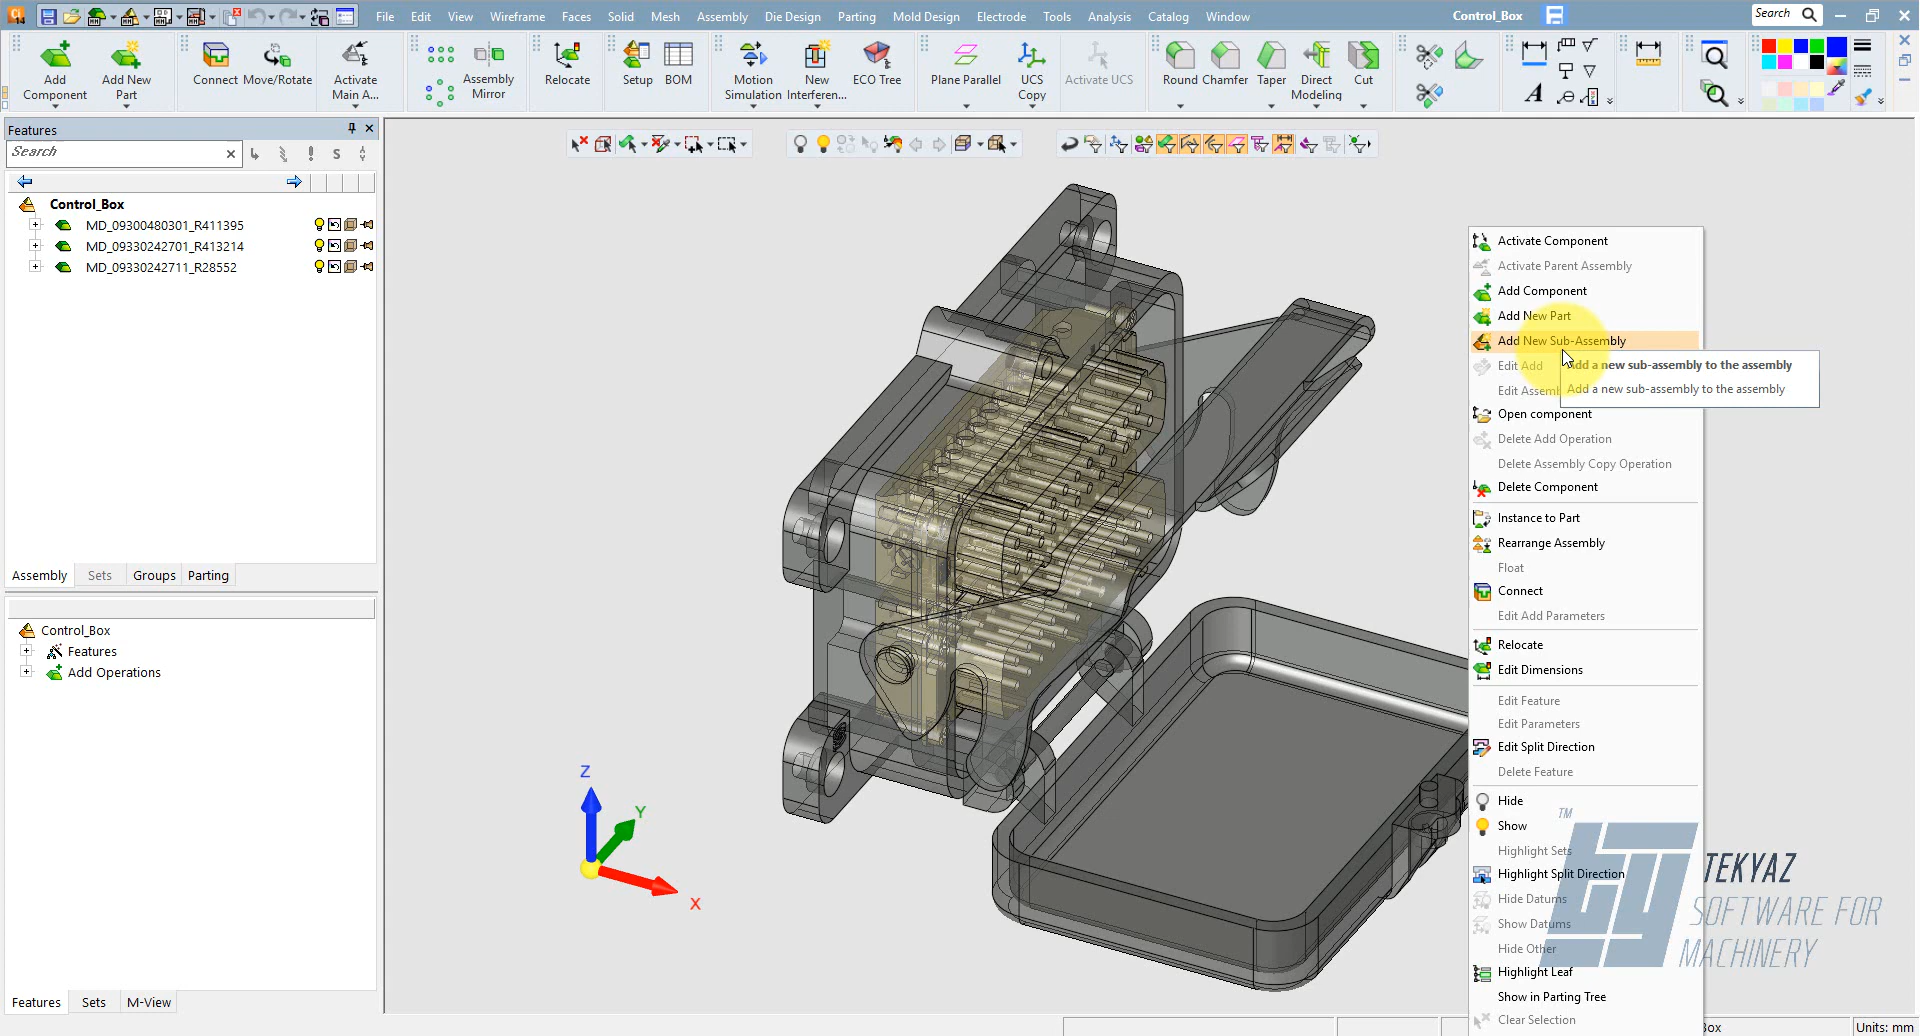 File Edit View Wireframe Faces Solid Mesh Assembly Die Design Parting Mold Design Electrode Tools Analysis Catalog Window
Control_Box
Search
Add Component
Add New Part
Connect
Move/Rotate
Activate Main A...
Assembly Mirror
Relocate
Setup
BOM
Motion Simulation
New Interferen...
ECO Tree
Plane Parallel
UCS Copy
Activate UCS
Round
Chamfer
Taper
Direct Modeling
Cut
Features
Search
Control_Box
MD_09300480301_R411395
MD_09330242701_R413214
MD_09330242711_R28552
Assembly Sets Groups Parting
Control_Box
Features
Add Operations
Features Sets M-View
Z
Y
X
Activate Component
Activate Parent Assembly
Add Component
Add New Part
Add New Sub-Assembly
Add a new sub-assembly to the assembly
Add a new sub-assembly to the assembly
Edit Add
Edit Assemb
Open component
Delete Add Operation
Delete Assembly Copy Operation
Delete Component
Instance to Part
Rearrange Assembly
Float
Connect
Edit Add Parameters
Relocate
Edit Dimensions
Edit Feature
Edit Parameters
Edit Split Direction
Delete Feature
Hide
Show
Highlight Sets
Highlight Split Direction
Hide Datums
Show Datums
Hide Other
Highlight Leaf
Show in Parting Tree
Clear Selection
TM
TEKYAZ
SOFTWARE FOR
MACHINERY
Units: mm